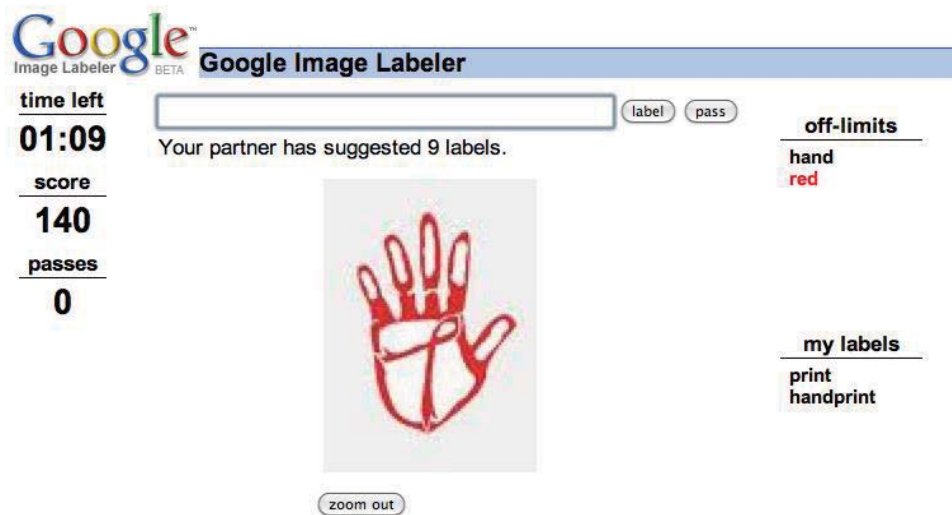 Google™
Image Labeler BETA
Google Image Labeler
time left
01:09
score
140
passes
0
label
pass
Your partner has suggested 9 labels.
zoom out
off-limits
hand
red
my labels
print
handprint